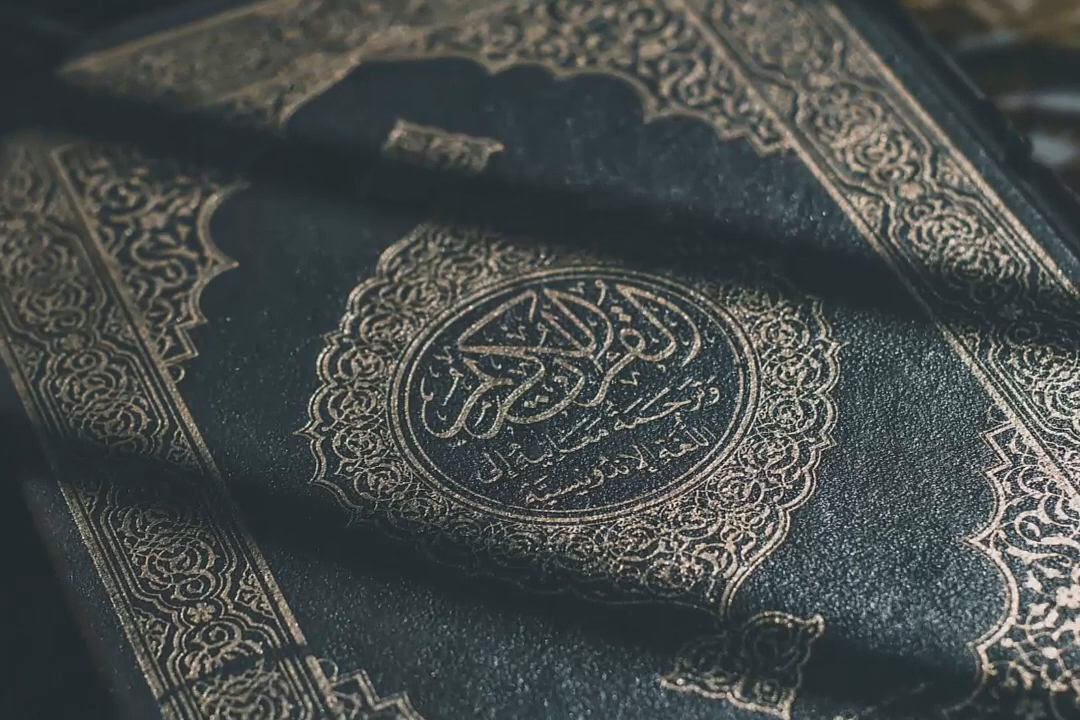 القرآن الكريم
وترجمة معانيه إلى
اللغة الإندونيسية